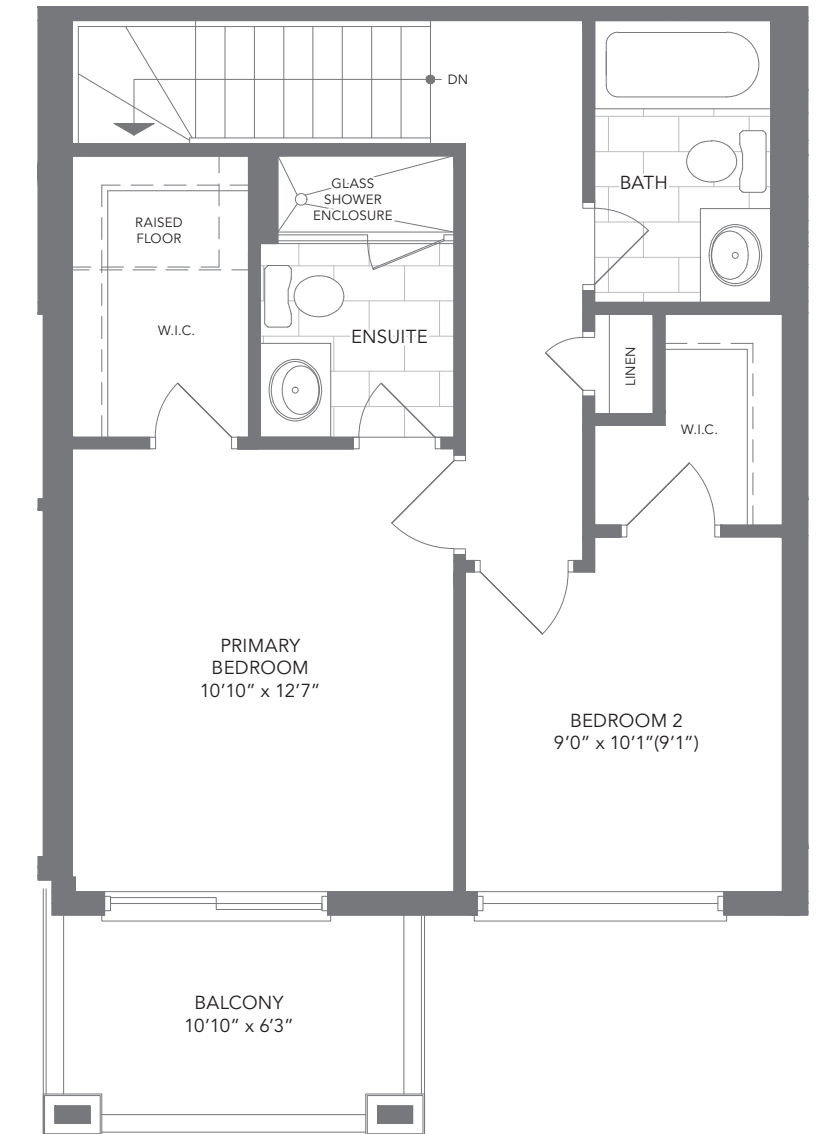 DN
GLASS
SHOWER
ENCLOSURE
BATH
RAISED
FLOOR
W.I.C.
ENSUITE
LINEN
W.I.C.
PRIMARY
BEDROOM
10’10” x 12’7”
BEDROOM 2
9’0” x 10’1”(9’1”)
BALCONY
10’10” x 6’3”